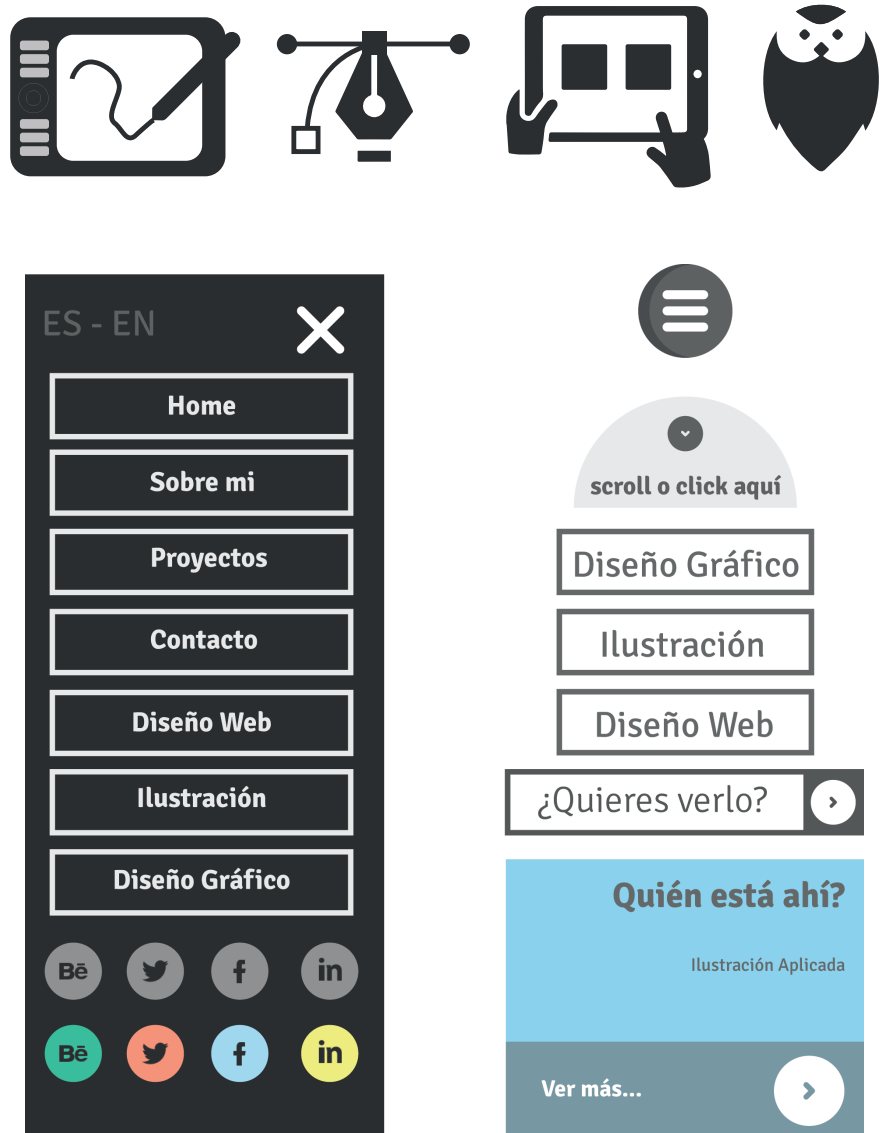 ES - EN
Home
Sobre mi
Proyectos
Contacto
Diseño Web
Ilustración
Diseño Gráfico
Bē
in
Bē
in
scroll o click aquí
Diseño Gráfico
Ilustración
Diseño Web
¿Quieres verlo?
Quién está ahí?
Ilustración Aplicada
Ver más...